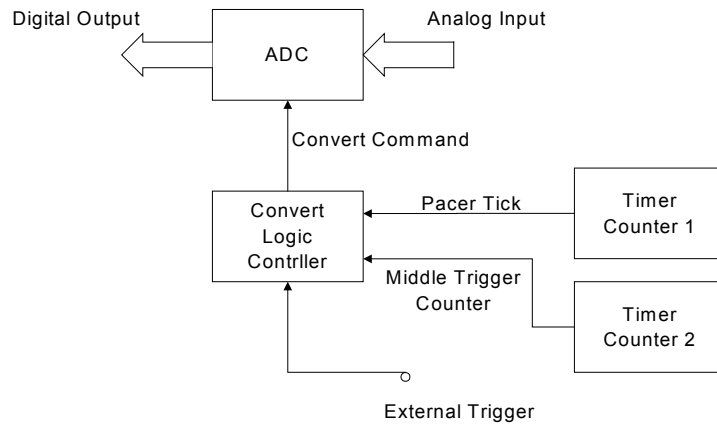 Digital Output
Analog Input
ADC
Convert Command
Convert
Logic
Contrller
Pacer Tick
Timer
Counter 1
Middle Trigger
Counter
Timer
Counter 2
External Trigger